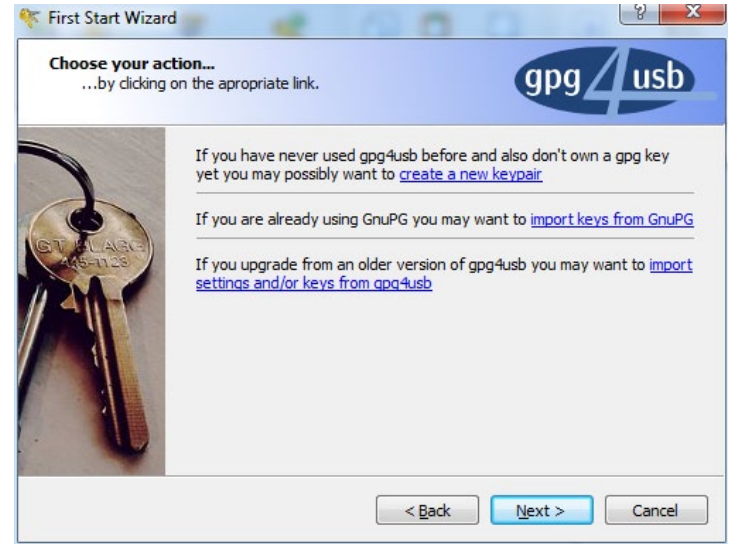 First Start Wizard
Choose your action...
...by clicking on the apropriate link.
gpg4usb
If you have never used gpg4usb before and also don't own a gpg key
yet you may possibly want to create a new keypair
If you are already using GnuPG you may want to import keys from GnuPG
If you upgrade from an older version of gpg4usb you may want to import
settings and/or keys from gpg4usb
< Back
Next >
Cancel